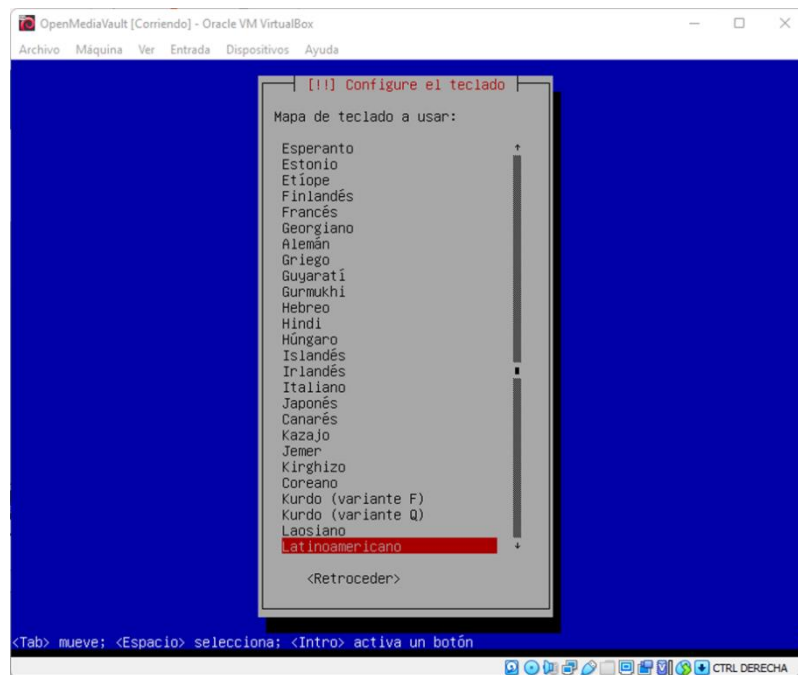 OpenMediaVault [Corriendo] - Oracle VM VirtualBox
Archivo Máquina Ver Entrada Dispositivos Ayuda
[!!] Configure el teclado
Mapa de teclado a usar:
Esperanto
Estonio
Etíope
Finlandés
Francés
Georgiano
Alemán
Griego
Guyaratí
Gurmukhi
Hebreo
Hindi
Húngaro
Islandés
Irlandés
Italiano
Japonés
Canarés
Kazajo
Jemer
Kirghizo
Coreano
Kurdo (variante F)
Kurdo (variante Q)
Laosiano
Latinoamericano
<Retroceder>
<Tab> mueve; <Espacio> selecciona; <Intro> activa un botón
CTRL DERECHA